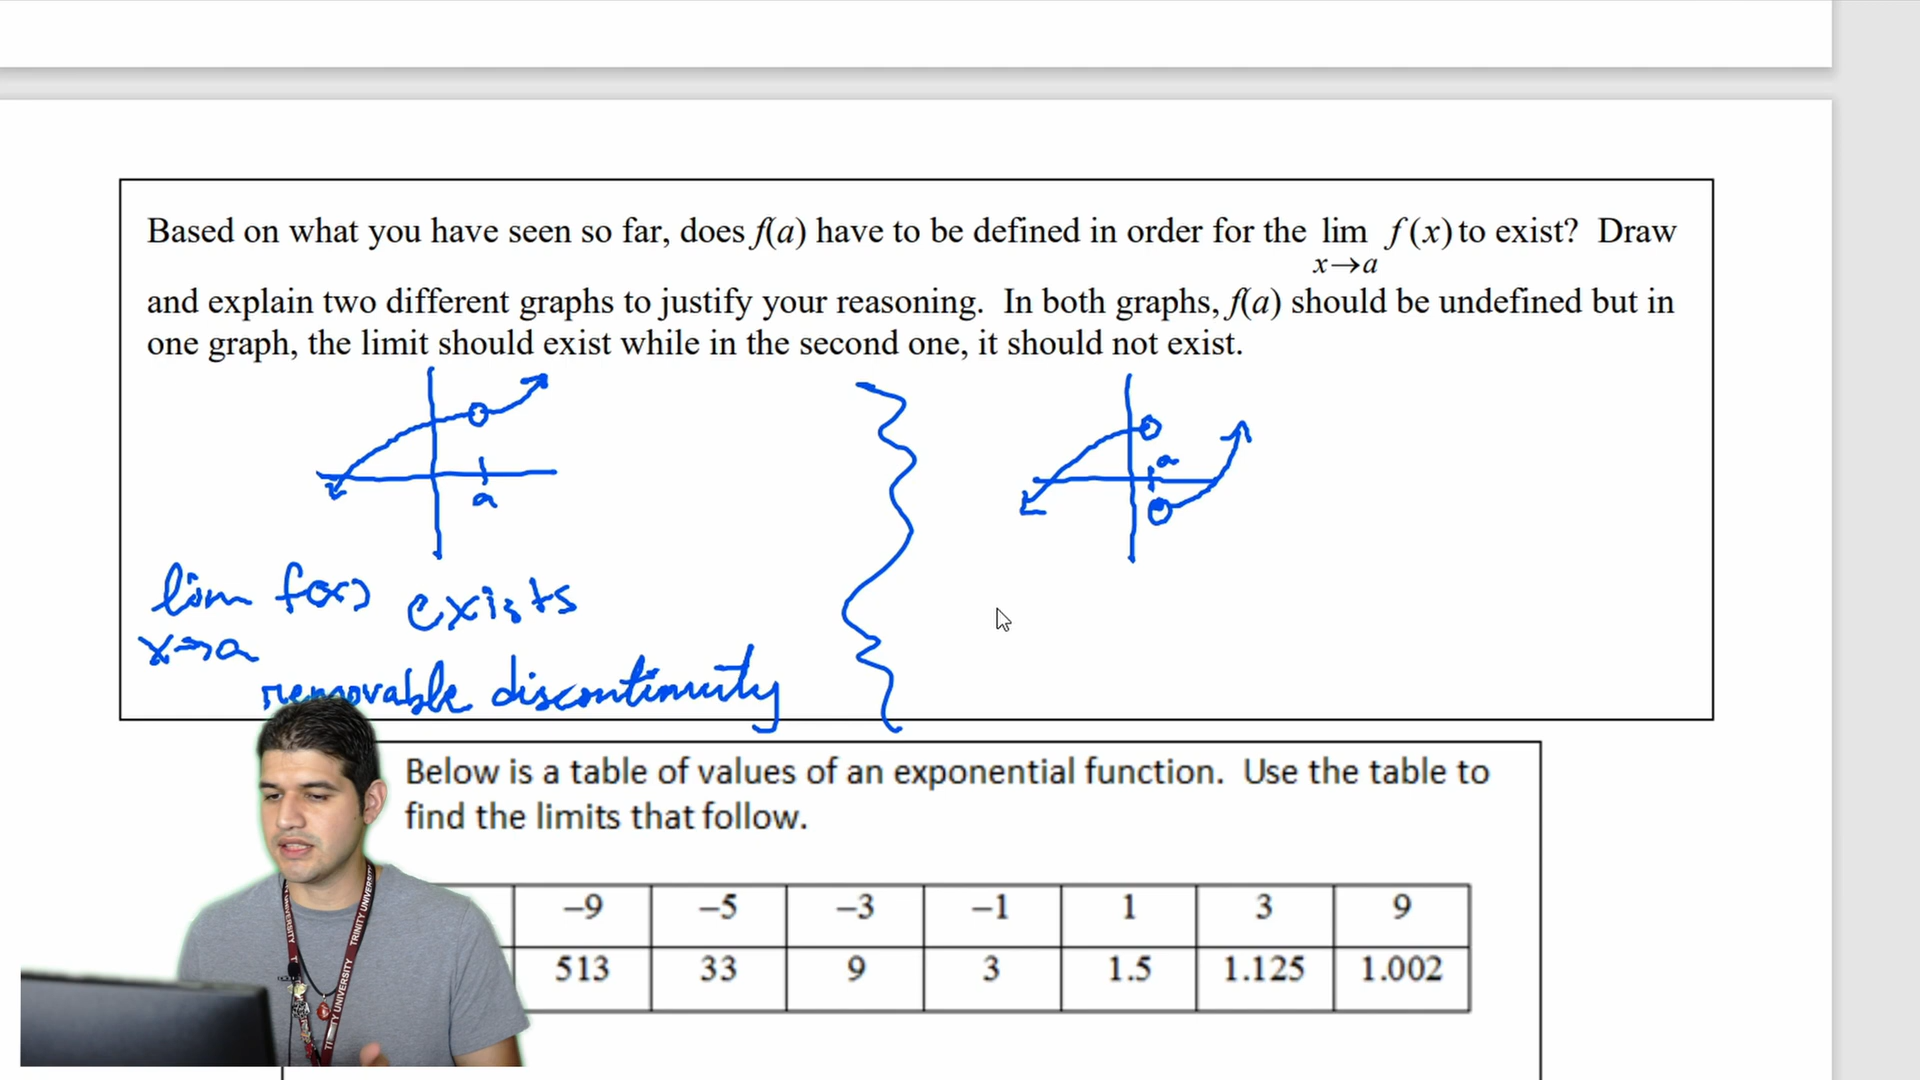 Based on what you have seen so far, does f(a) have to be defined in order for the lim f(x) to exist? Draw
x→a
and explain two different graphs to justify your reasoning. In both graphs, f(a) should be undefined but in
one graph, the limit should exist while in the second one, it should not exist.
a
a
lim f(x) exists
x→a
removable discontinuity
Below is a table of values of an exponential function. Use the table to
find the limits that follow.
–9 –5 –3 –1 1 3 9
513 33 9 3 1.5 1.125 1.002
TRINITY UNIVERSITY